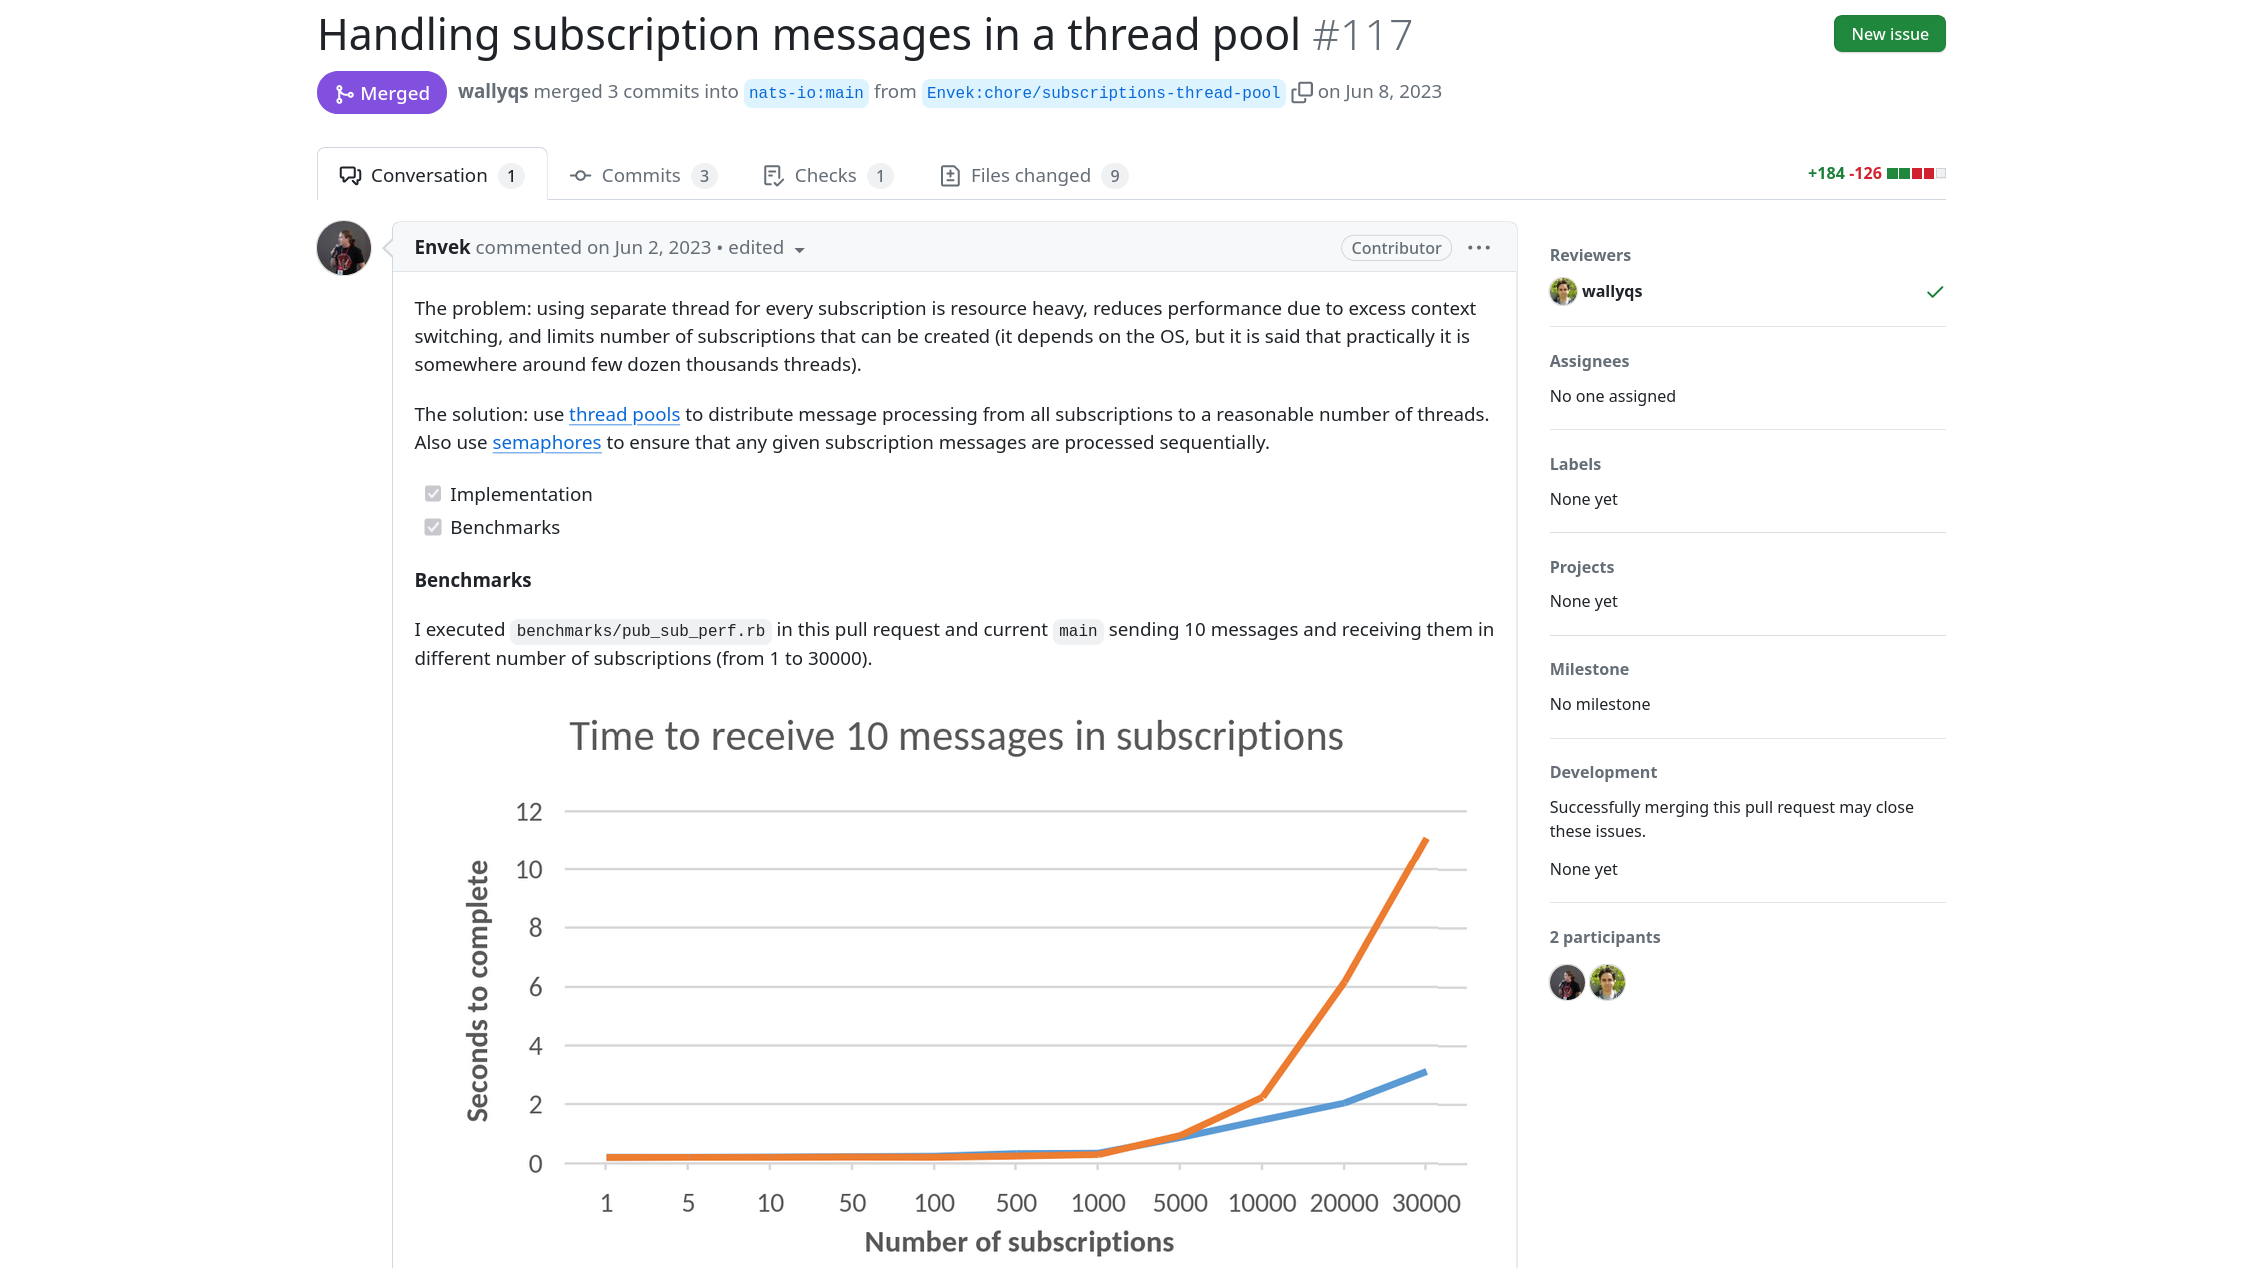 Handling subscription messages in a thread pool #117
New issue
Merged wallyqs merged 3 commits into nats-io:main from Envek:chore/subscriptions-thread-pool on Jun 8, 2023
Conversation 1 Commits 3 Checks 1 Files changed 9
+184 -126
Envek commented on Jun 2, 2023 • edited
Contributor
The problem: using separate thread for every subscription is resource heavy, reduces performance due to excess context
switching, and limits number of subscriptions that can be created (it depends on the OS, but it is said that practically it is
somewhere around few dozen thousands threads).
The solution: use thread pools to distribute message processing from all subscriptions to a reasonable number of threads.
Also use semaphores to ensure that any given subscription messages are processed sequentially.
Implementation
Benchmarks
Benchmarks
I executed benchmarks/pub_sub_perf.rb in this pull request and current main sending 10 messages and receiving them in
different number of subscriptions (from 1 to 30000).
Time to receive 10 messages in subscriptions
Seconds to complete
12
10
8
6
4
2
0
1 5 10 50 100 500 1000 5000 10000 20000 30000
Number of subscriptions
Reviewers
wallyqs
Assignees
No one assigned
Labels
None yet
Projects
None yet
Milestone
No milestone
Development
Successfully merging this pull request may close
these issues.
None yet
2 participants